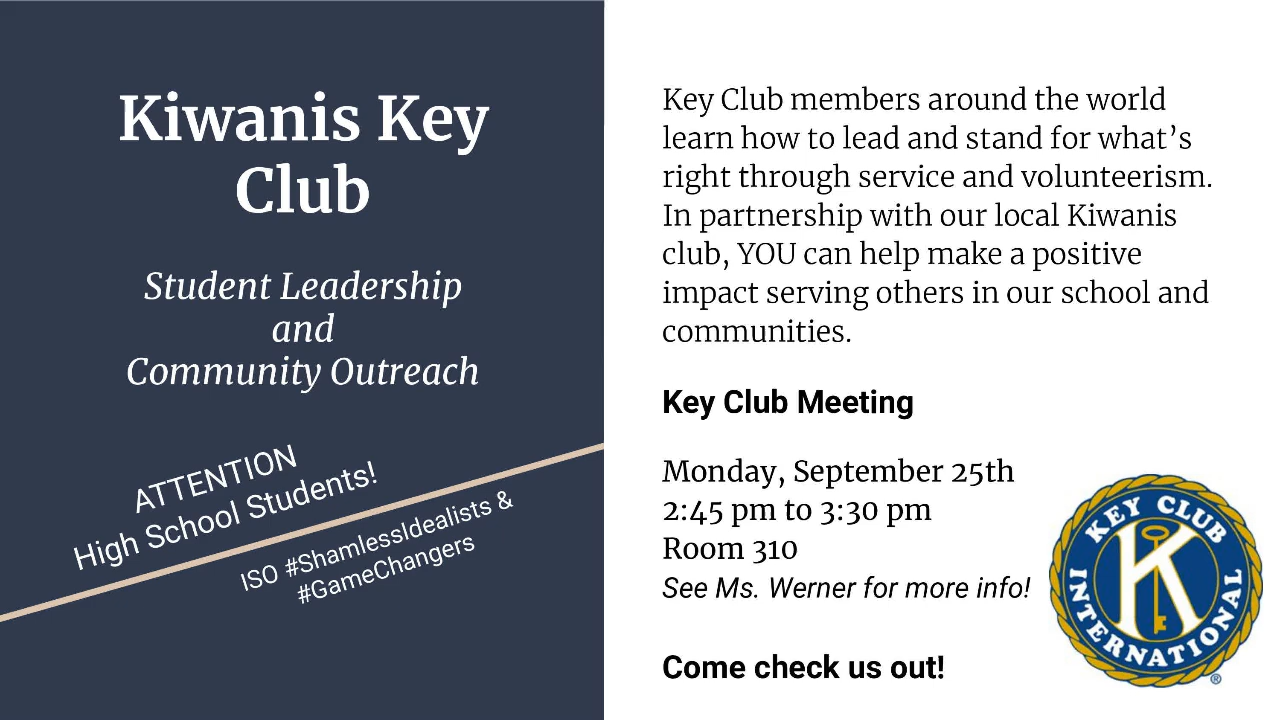 Kiwanis Key
Club
Student Leadership
and
Community Outreach
ATTENTION
High School Students!
ISO #ShamlessIdealists &
#GameChangers
Key Club members around the world
learn how to lead and stand for what's
right through service and volunteerism.
In partnership with our local Kiwanis
club, YOU can help make a positive
impact serving others in our school and
communities.
Key Club Meeting
Monday, September 25th
2:45 pm to 3:30 pm
Room 310
See Ms. Werner for more info!
Come check us out!
KEY CLUB
K
INTERNATIONAL
®